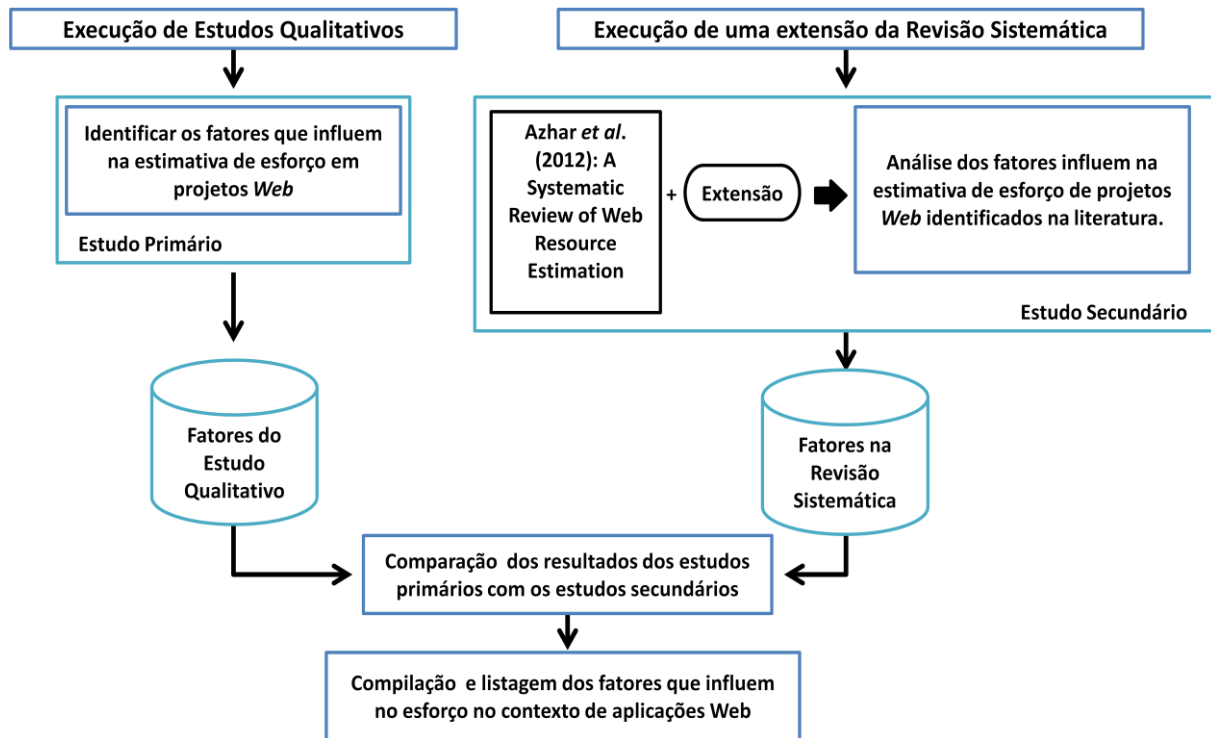 Execução de Estudos Qualitativos
Identificar os fatores que influem
na estimativa de esforço em
projetos Web
Estudo Primário
Fatores do
Estudo
Qualitativo
Execução de uma extensão da Revisão Sistemática
Azhar et al.
(2012): A
Systematic
Review of Web
Resource
Estimation
+
Extensão
Análise dos fatores influem na
estimativa de esforço de projetos
Web identificados na literatura.
Estudo Secundário
Fatores na
Revisão
Sistemática
Comparação dos resultados dos estudos
primários com os estudos secundários
Compilação e listagem dos fatores que influem
no esforço no contexto de aplicações Web